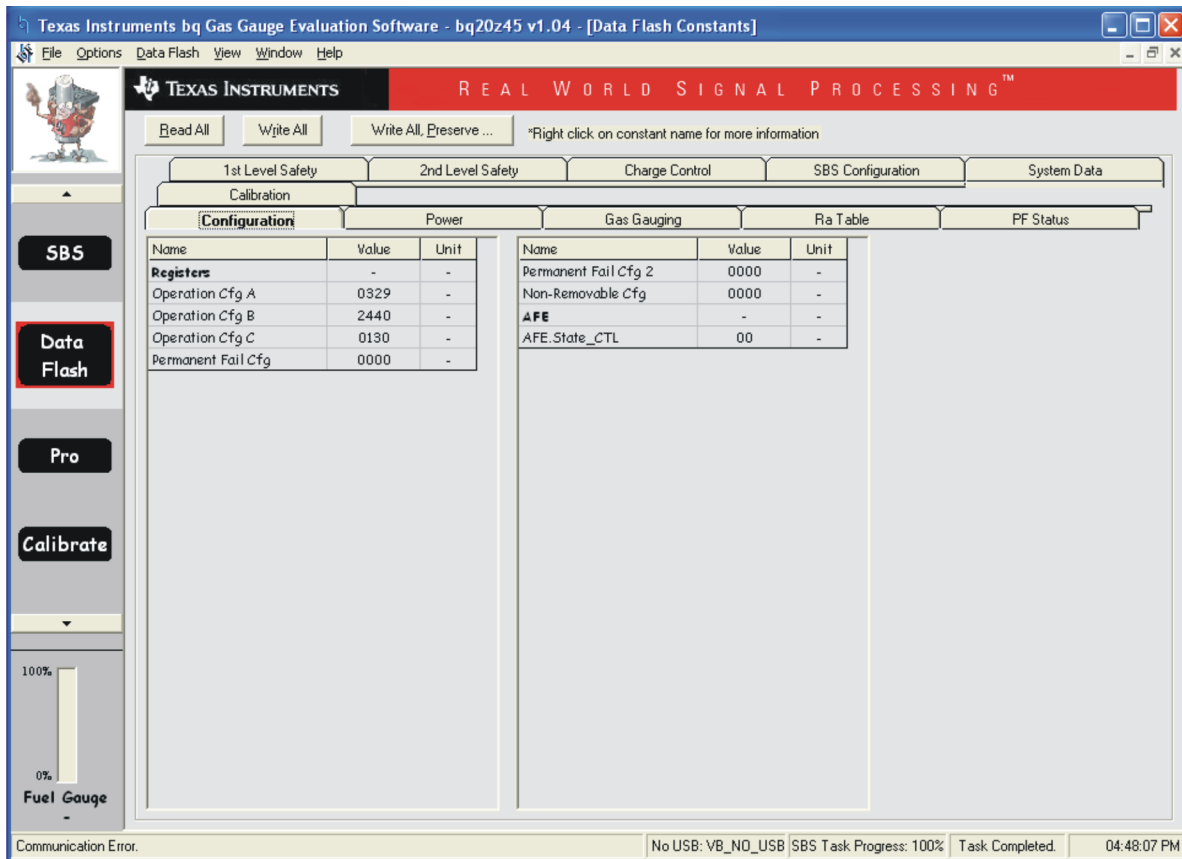 Texas Instruments bq Gas Gauge Evaluation Software - bq20z45 v1.04 - [Data Flash Constants]
File Options Data Flash View Window Help
TEXAS INSTRUMENTS
REAL WORLD SIGNAL PROCESSING™
Read All Write All Write All, Preserve ... *Right click on constant name for more information
1st Level Safety 2nd Level Safety Charge Control SBS Configuration System Data
Calibration
Configuration Power Gas Gauging Ra Table PF Status
SBS
Data
Flash
Pro
Calibrate
100%
0%
Fuel Gauge
-
Name Value Unit
Registers - -
Operation Cfg A 0329 -
Operation Cfg B 2440 -
Operation Cfg C 0130 -
Permanent Fail Cfg 0000 -
Name Value Unit
Permanent Fail Cfg 2 0000 -
Non-Removable Cfg 0000 -
AFE - -
AFE.State_CTL 00 -
Communication Error. No USB: VB_NO_USB SBS Task Progress: 100% Task Completed. 04:48:07 PM